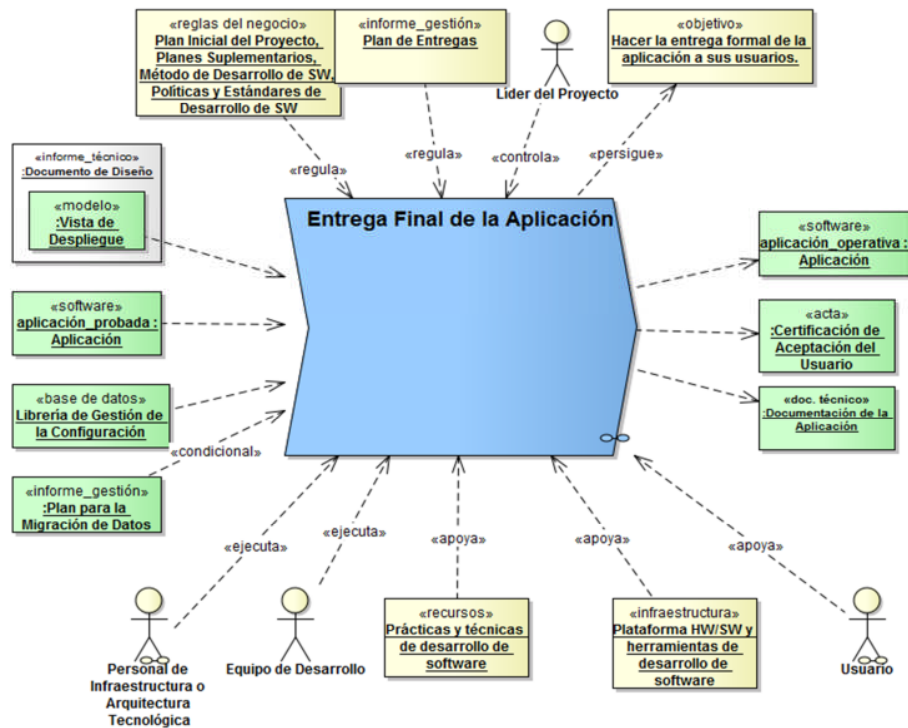 «reglas del negocio»
Plan Inicial del Proyecto,
Planes Suplementarios,
Método de Desarrollo de SW,
Políticas y Estándares de
Desarrollo de SW
«informe_gestión»
Plan de Entregas
Líder del Proyecto
«objetivo»
Hacer la entrega formal de la
aplicación a sus usuarios.
«regula»
«regula»
«controla»
«persigue»
«informe_técnico»
:Documento de Diseño
«modelo»
:Vista de
Despliegue
«software»
aplicación_probada :
Aplicación
«base de datos»
Librería de Gestión de
la Configuración
«condicional»
«informe_gestión»
:Plan para la
Migración de Datos
Entrega Final de la Aplicación
«software»
aplicación_operativa :
Aplicación
«acta»
:Certificación de
Aceptación del
Usuario
«doc. técnico»
:Documentación de la
Aplicación
«ejecuta»
«ejecuta»
«apoya»
«apoya»
«apoya»
Personal de
Infraestructura o
Arquitectura
Tecnológica
Equipo de Desarrollo
«recursos»
Prácticas y técnicas
de desarrollo de
software
«infraestructura»
Plataforma HW/SW y
herramientas de
desarrollo de
software
Usuario